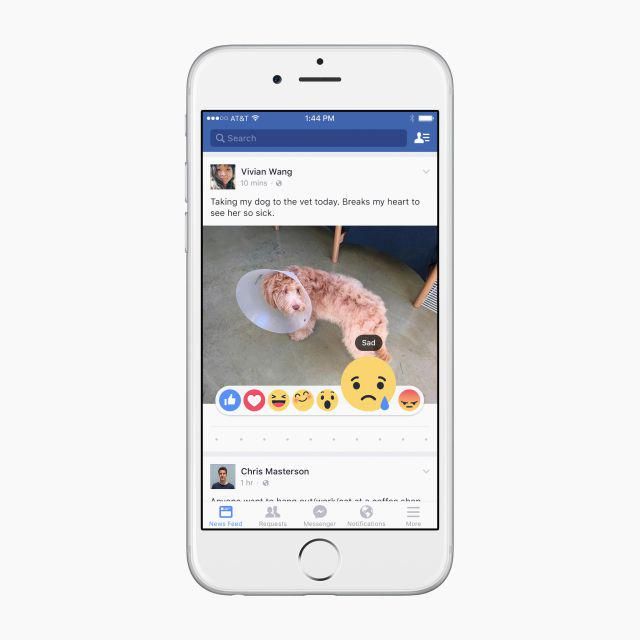 AT&T
1:44 PM
Search
Vivian Wang
10 mins ·
Taking my dog to the vet today. Breaks my heart to
see her so sick.
Sad
Chris Masterson
1 hr ·
Anyone want to hang out/work/eat at a coffee shop
News Feed
Requests
Messenger
Notifications
More